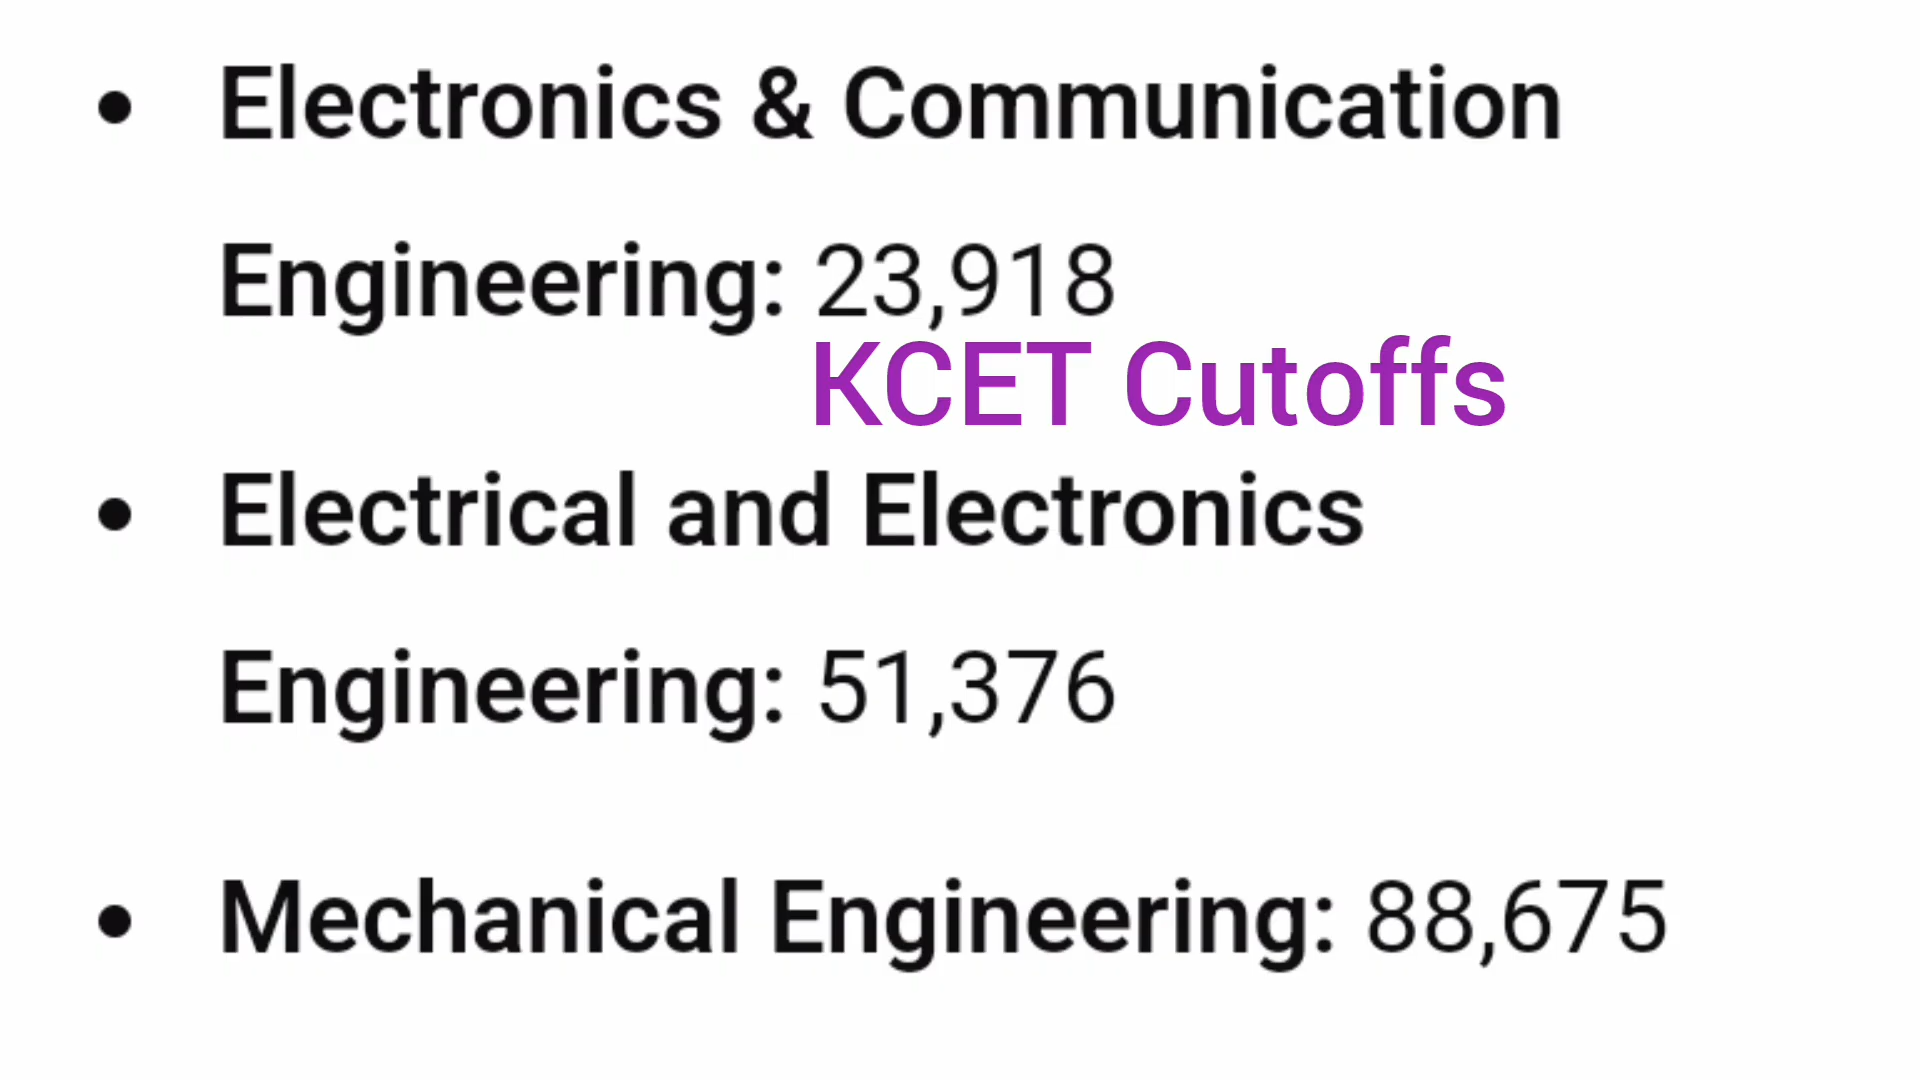 • Electronics & Communication
Engineering: 23,918
KCET Cutoffs
• Electrical and Electronics
Engineering: 51,376
• Mechanical Engineering: 88,675